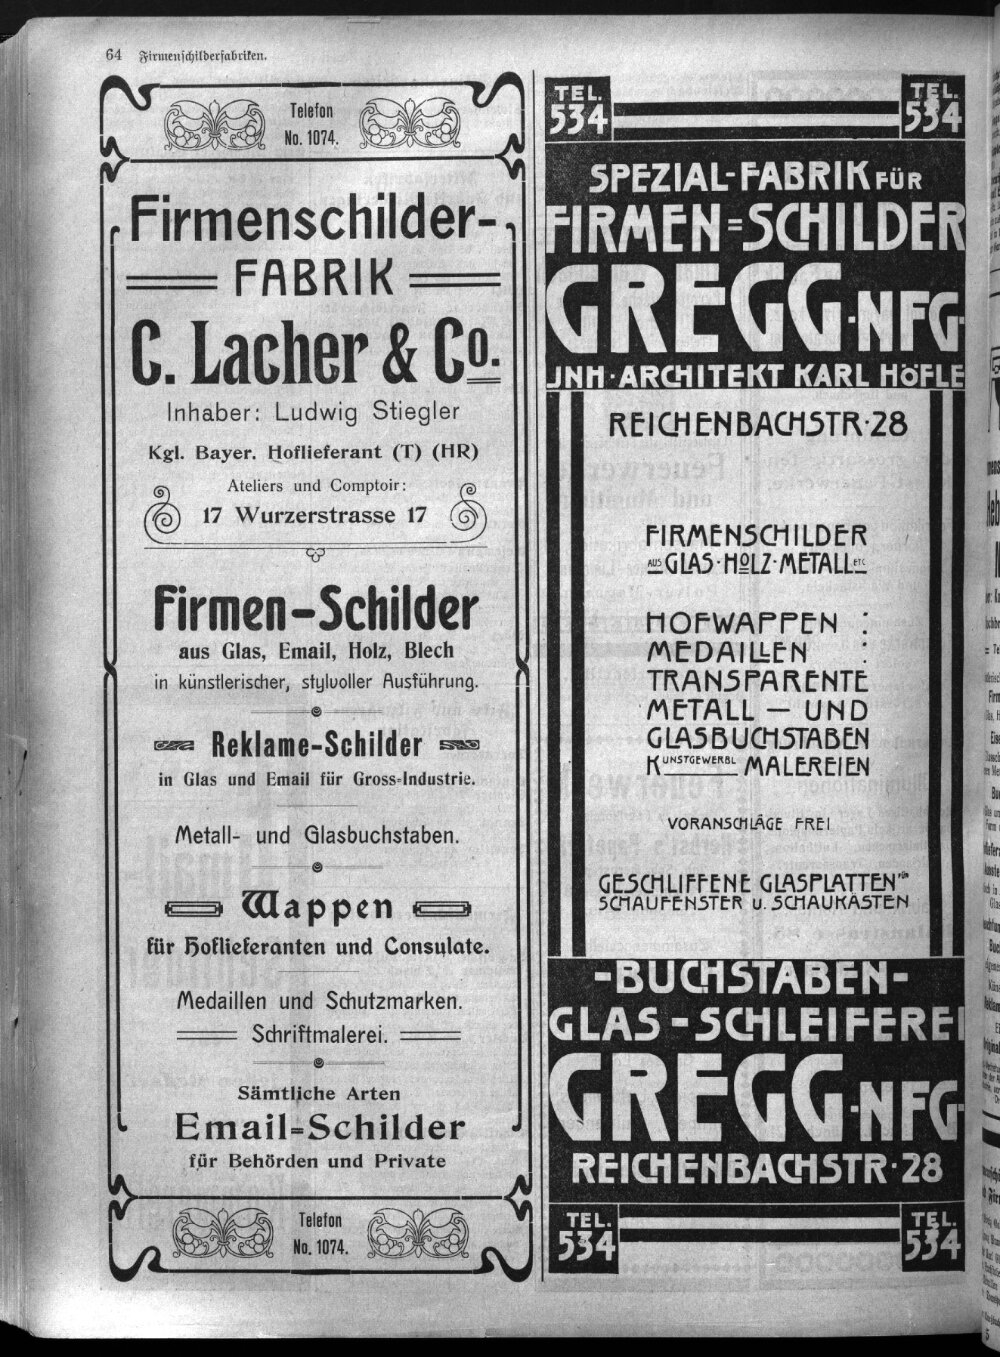 64 Firmenschilderfabriken.
Telefon
No. 1074.
Firmenschilder-
FABRIK
C. Lacher & Co.
Inhaber: Ludwig Stiegler
Kgl. Bayer. Hoflieferant (T) (HR)
Ateliers und Comptoir:
17 Wurzerstrasse 17
Firmen-Schilder
aus Glas, Email, Holz, Blech
in künstlerischer, stylvoller Ausführung.
Reklame-Schilder
in Glas und Email für Gross-Industrie.
Metall- und Glasbuchstaben.
Wappen
für Hoflieferanten und Consulate.
Medaillen und Schutzmarken.
Schriftmalerei.
Sämtliche Arten
Email-Schilder
für Behörden und Private
Telefon
No. 1074.
TEL. 534 TEL. 534
SPEZIAL-FABRIK FÜR
FIRMEN=SCHILDER
GREGG·NFG·
JNH·ARCHITEKT KARL HÖFLE
REICHENBACHSTR·28
FIRMENSCHILDER
AUS GLAS·HOLZ·METALL ETC
HOFWAPPEN :
MEDAILLEN :
TRANSPARENTE
METALL — UND
GLASBUCHSTABEN
KUNSTGEWERBL MALEREIEN
VORANSCHLÄGE FREI
GESCHLIFFENE GLASPLATTEN FÜR
SCHAUFENSTER U. SCHAUKÄSTEN
-BUCHSTABEN-
GLAS-SCHLEIFEREI
GREGG·NFG·
REICHENBACHSTR·28
TEL. 534 TEL. 534